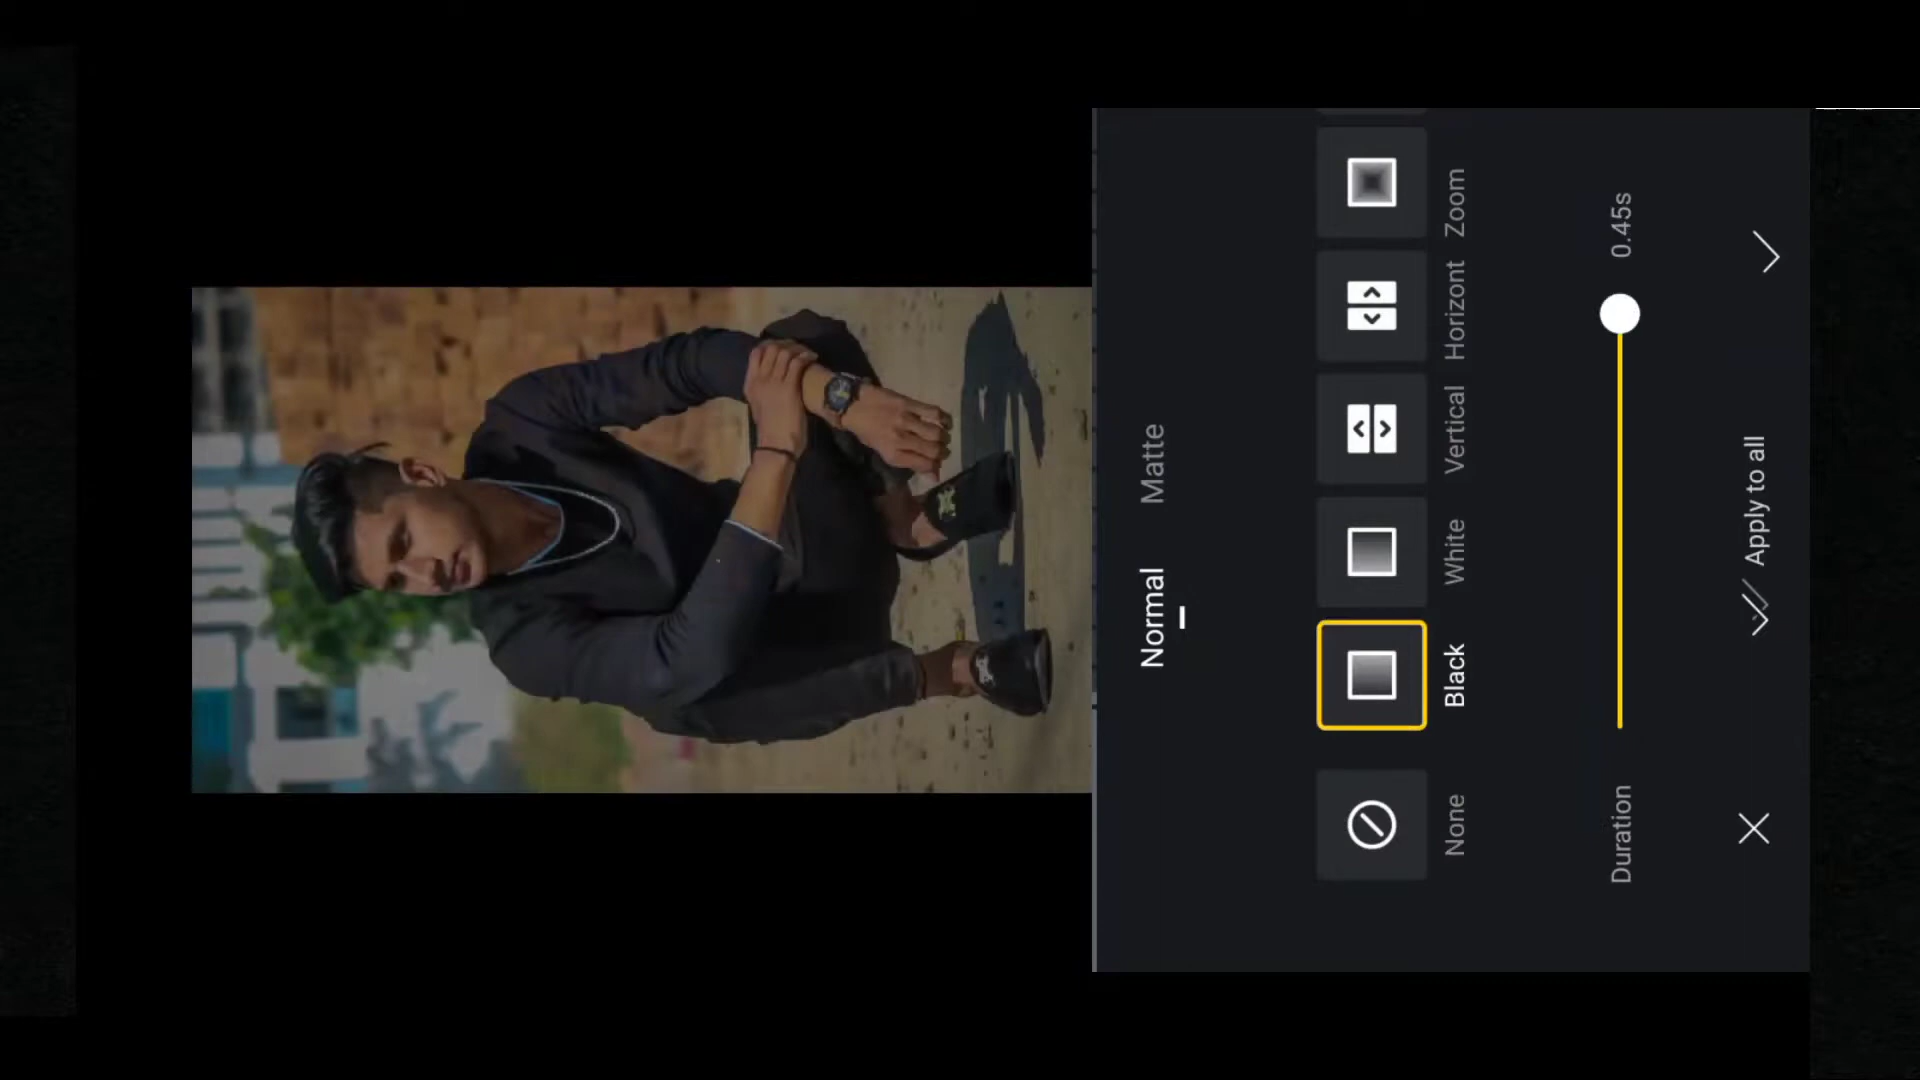 Normal Matte
None Black White Vertical Horizont Zoom
Duration 0.45s
Apply to all